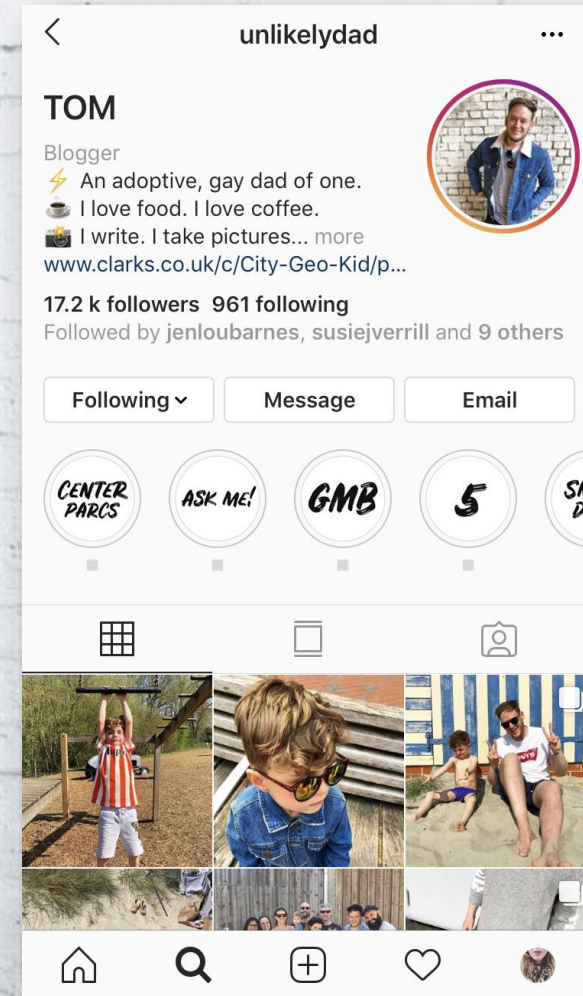 unlikelydad
TOM
Blogger
⚡ An adoptive, gay dad of one.
☕ I love food. I love coffee.
📸 I write. I take pictures... more
www.clarks.co.uk/c/City-Geo-Kid/p...
17.2 k followers 961 following
Followed by jenloubarnes, susiejverrill and 9 others
Following
Message
Email
CENTER
PARCS
ASK ME!
GMB
5